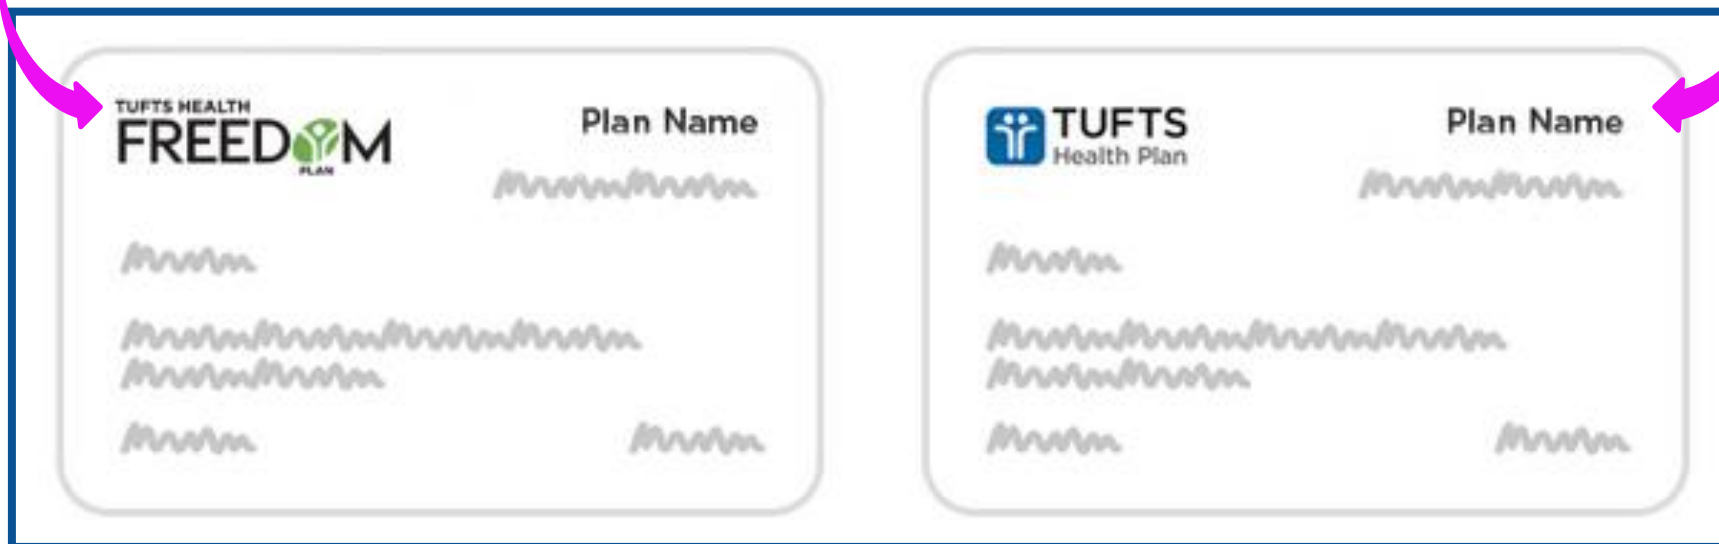 TUFTS HEALTH
FREEDOM
PLAN
Plan Name
TUFTS
Health Plan
Plan Name